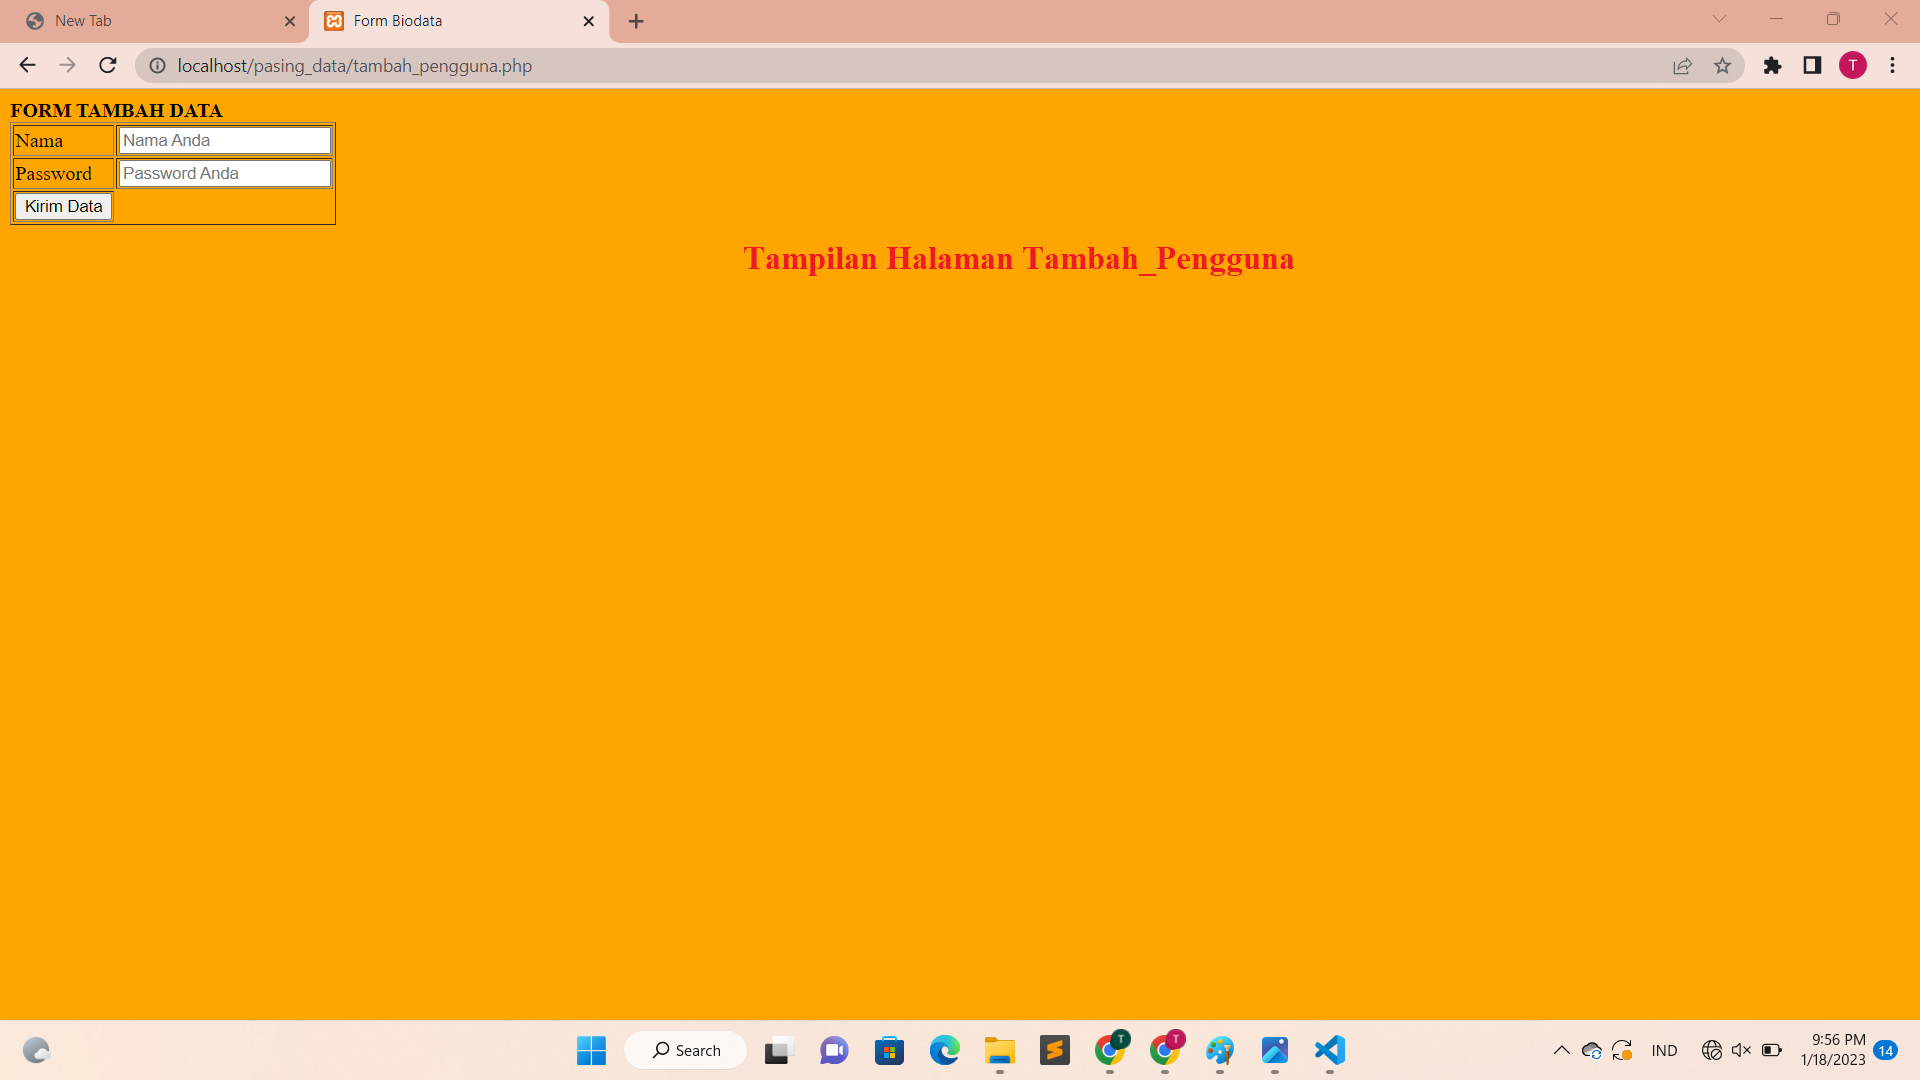 New Tab
Form Biodata
localhost/pasing_data/tambah_pengguna.php
T
FORM TAMBAH DATA
Nama
Nama Anda
Password
Password Anda
Kirim Data
Tampilan Halaman Tambah_Pengguna
Search
T
T
IND
9:56 PM
1/18/2023
14